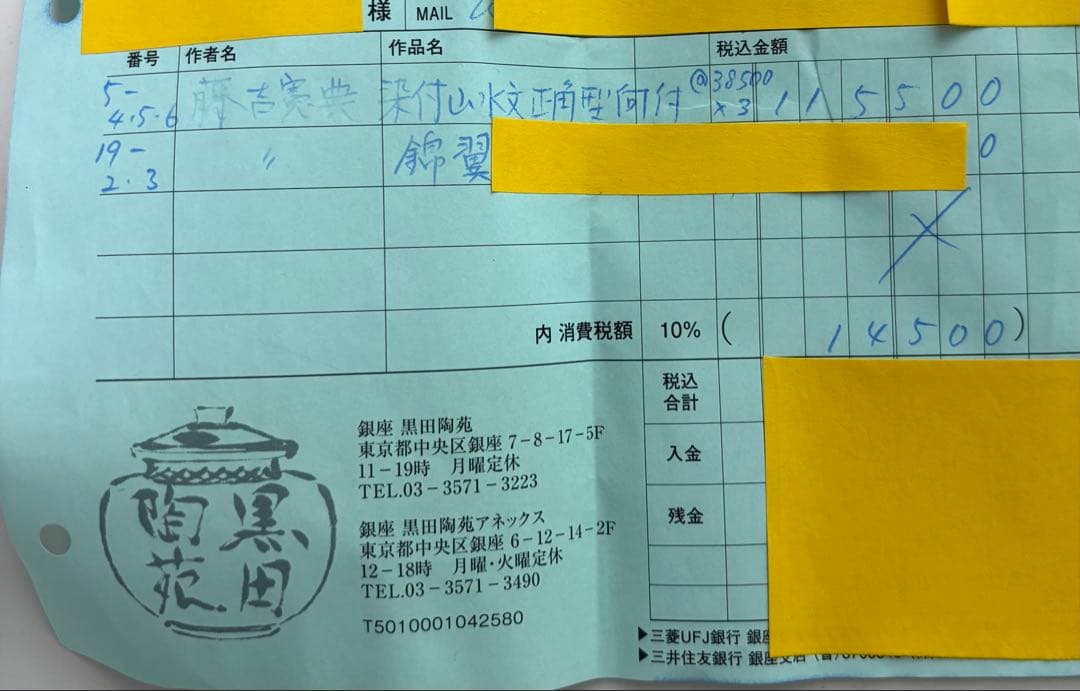 様 MAIL
番号 作者名 作品名 税込金額
5-4.5.6 藤吉憲典 染付山水文正角型向付 @38500×3 115500
19-2.3 〃 錦翼 0
内 消費税額 10% ( 14500 )
税込合計
入金
残金
銀座 黒田陶苑
東京都中央区銀座 7-8-17-5F
11-19時 月曜定休
TEL.03-3571-3223
銀座 黒田陶苑アネックス
東京都中央区銀座 6-12-14-2F
12-18時 月曜・火曜定休
TEL.03-3571-3490
T5010001042580
黒田陶苑
▶三菱UFJ銀行 銀座
▶三井住友銀行 銀座支店